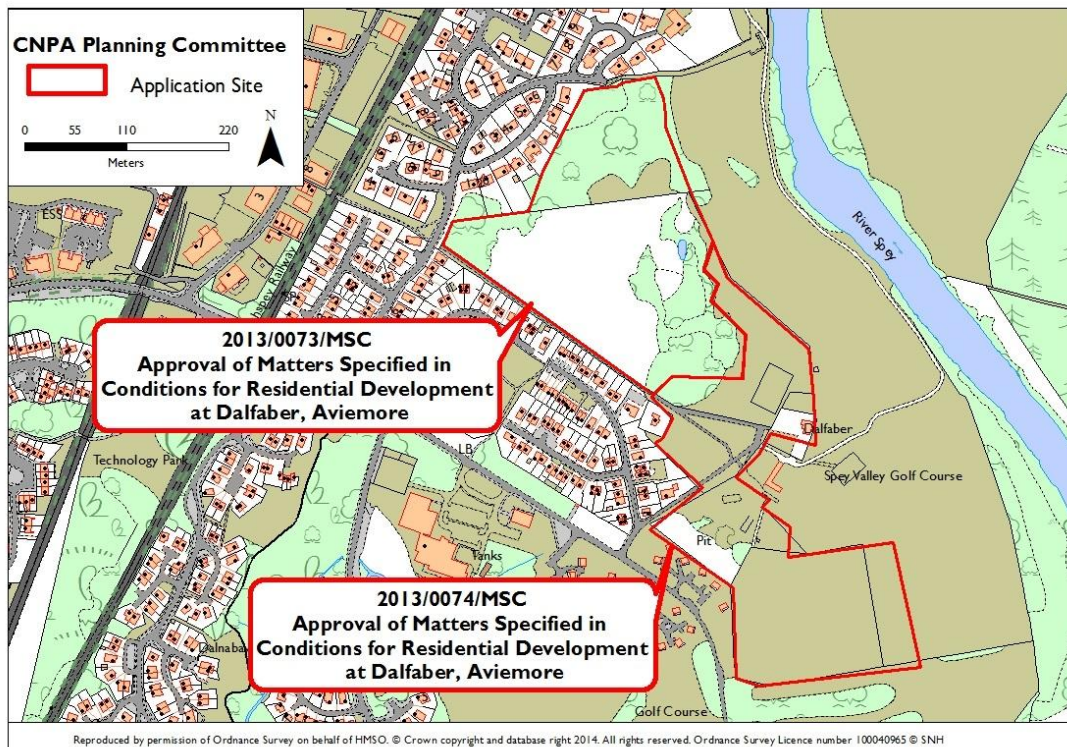 CNPA Planning Committee
Application Site
0 55 110 220
Meters
N
ESS
River Spey
2013/0073/MSC
Approval of Matters Specified in
Conditions for Residential Development
at Dalfaber, Aviemore
Technology Park
LB
Dalfaber
Spey Valley Golf Course
Pit
Tanks
2013/0074/MSC
Approval of Matters Specified in
Conditions for Residential Development
at Dalfaber, Aviemore
Golf Course
Reproduced by permission of Ordnance Survey on behalf of HMSO. © Crown copyright and database right 2014. All rights reserved. Ordnance Survey Licence number 100040965 © SNH